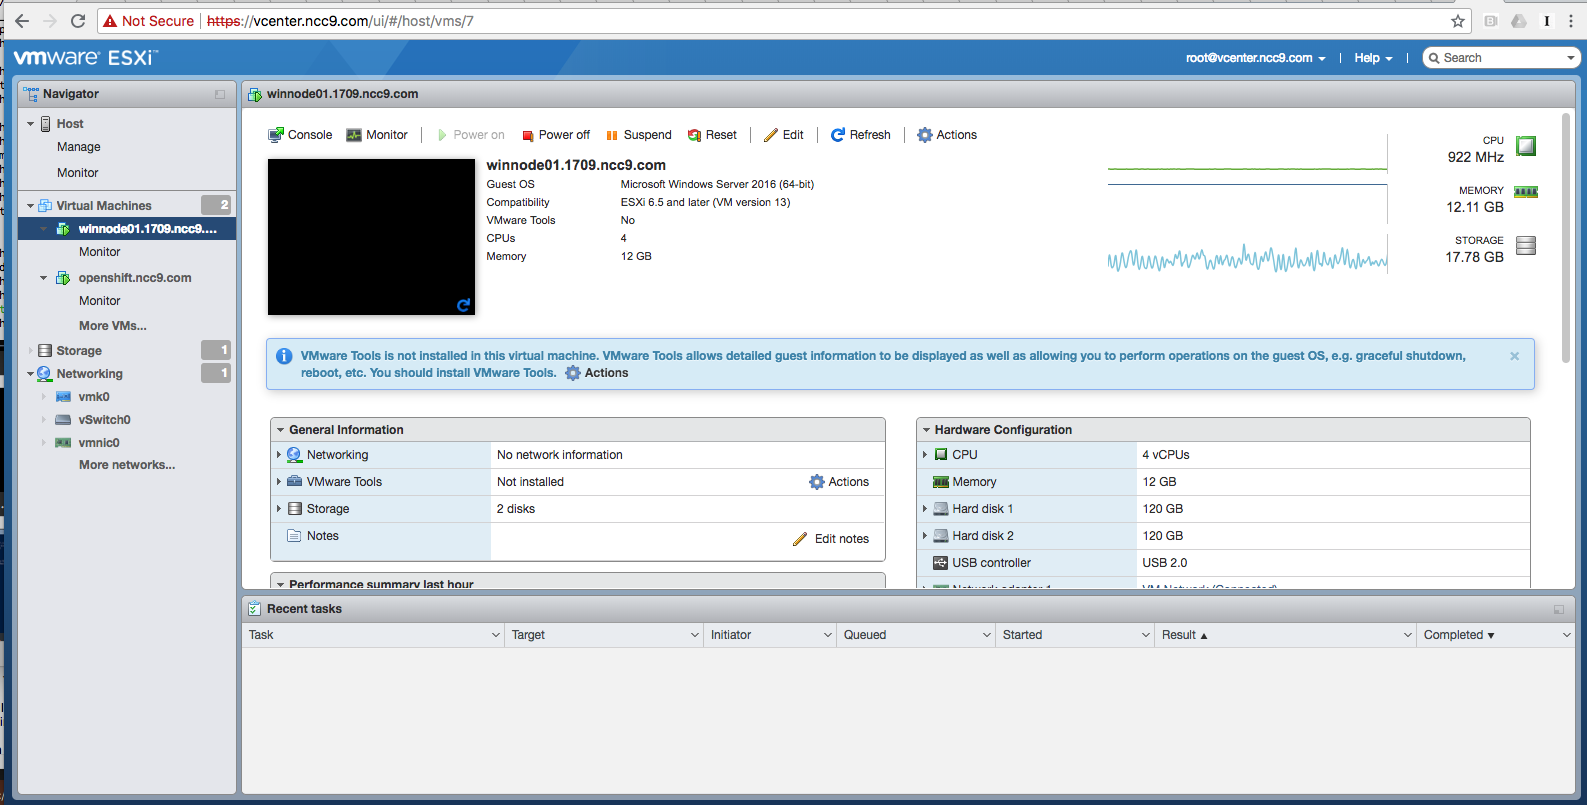 Not Secure https://vcenter.ncc9.com/ui/#/host/vms/7
vmware ESXi™
root@vcenter.ncc9.com Help Search
Navigator
Host
Manage
Monitor
Virtual Machines 2
winnode01.1709.ncc9....
Monitor
openshift.ncc9.com
Monitor
More VMs...
Storage 1
Networking 1
vmk0
vSwitch0
vmnic0
More networks...
winnode01.1709.ncc9.com
Console Monitor Power on Power off Suspend Reset Edit Refresh Actions
winnode01.1709.ncc9.com
Guest OS Microsoft Windows Server 2016 (64-bit)
Compatibility ESXi 6.5 and later (VM version 13)
VMware Tools No
CPUs 4
Memory 12 GB
CPU
922 MHz
MEMORY
12.11 GB
STORAGE
17.78 GB
VMware Tools is not installed in this virtual machine. VMware Tools allows detailed guest information to be displayed as well as allowing you to perform operations on the guest OS, e.g. graceful shutdown,
reboot, etc. You should install VMware Tools. Actions
General Information
Networking No network information
VMware Tools Not installed Actions
Storage 2 disks
Notes Edit notes
Performance summary last hour
Hardware Configuration
CPU 4 vCPUs
Memory 12 GB
Hard disk 1 120 GB
Hard disk 2 120 GB
USB controller USB 2.0
Network adapter 1 VM Network (Connected)
Recent tasks
Task Target Initiator Queued Started Result ▲ Completed ▼